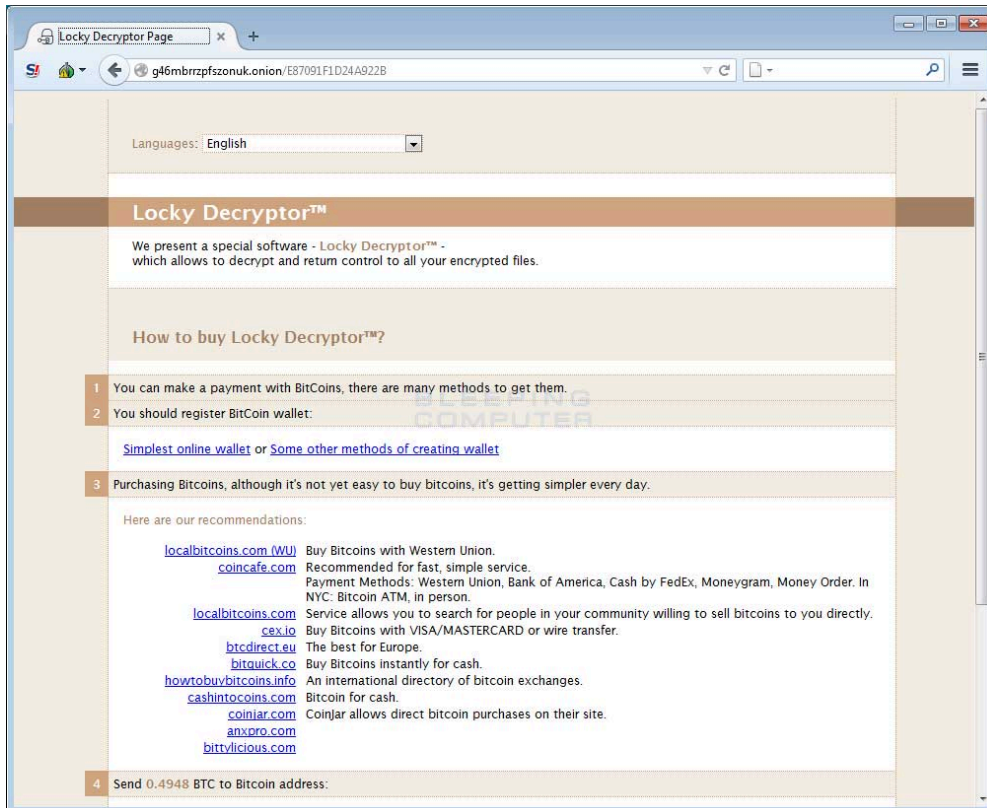 Locky Decryptor Page
g46mbrrzpfszonuk.onion/E87091F1D24A922B
Languages: English
Locky Decryptor™
We present a special software - Locky Decryptor™ -
which allows to decrypt and return control to all your encrypted files.
How to buy Locky Decryptor™?
1 You can make a payment with BitCoins, there are many methods to get them.
BLEEPING
COMPUTER
2 You should register BitCoin wallet:
Simplest online wallet or Some other methods of creating wallet
3 Purchasing Bitcoins, although it's not yet easy to buy bitcoins, it's getting simpler every day.
Here are our recommendations:
localbitcoins.com (WU) Buy Bitcoins with Western Union.
coincafe.com Recommended for fast, simple service.
Payment Methods: Western Union, Bank of America, Cash by FedEx, Moneygram, Money Order. In
NYC: Bitcoin ATM, in person.
localbitcoins.com Service allows you to search for people in your community willing to sell bitcoins to you directly.
cex.io Buy Bitcoins with VISA/MASTERCARD or wire transfer.
btcdirect.eu The best for Europe.
bitquick.co Buy Bitcoins instantly for cash.
howtobuybitcoins.info An international directory of bitcoin exchanges.
cashintocoins.com Bitcoin for cash.
coinjar.com CoinJar allows direct bitcoin purchases on their site.
anxpro.com
bittylicious.com
4 Send 0.4948 BTC to Bitcoin address: